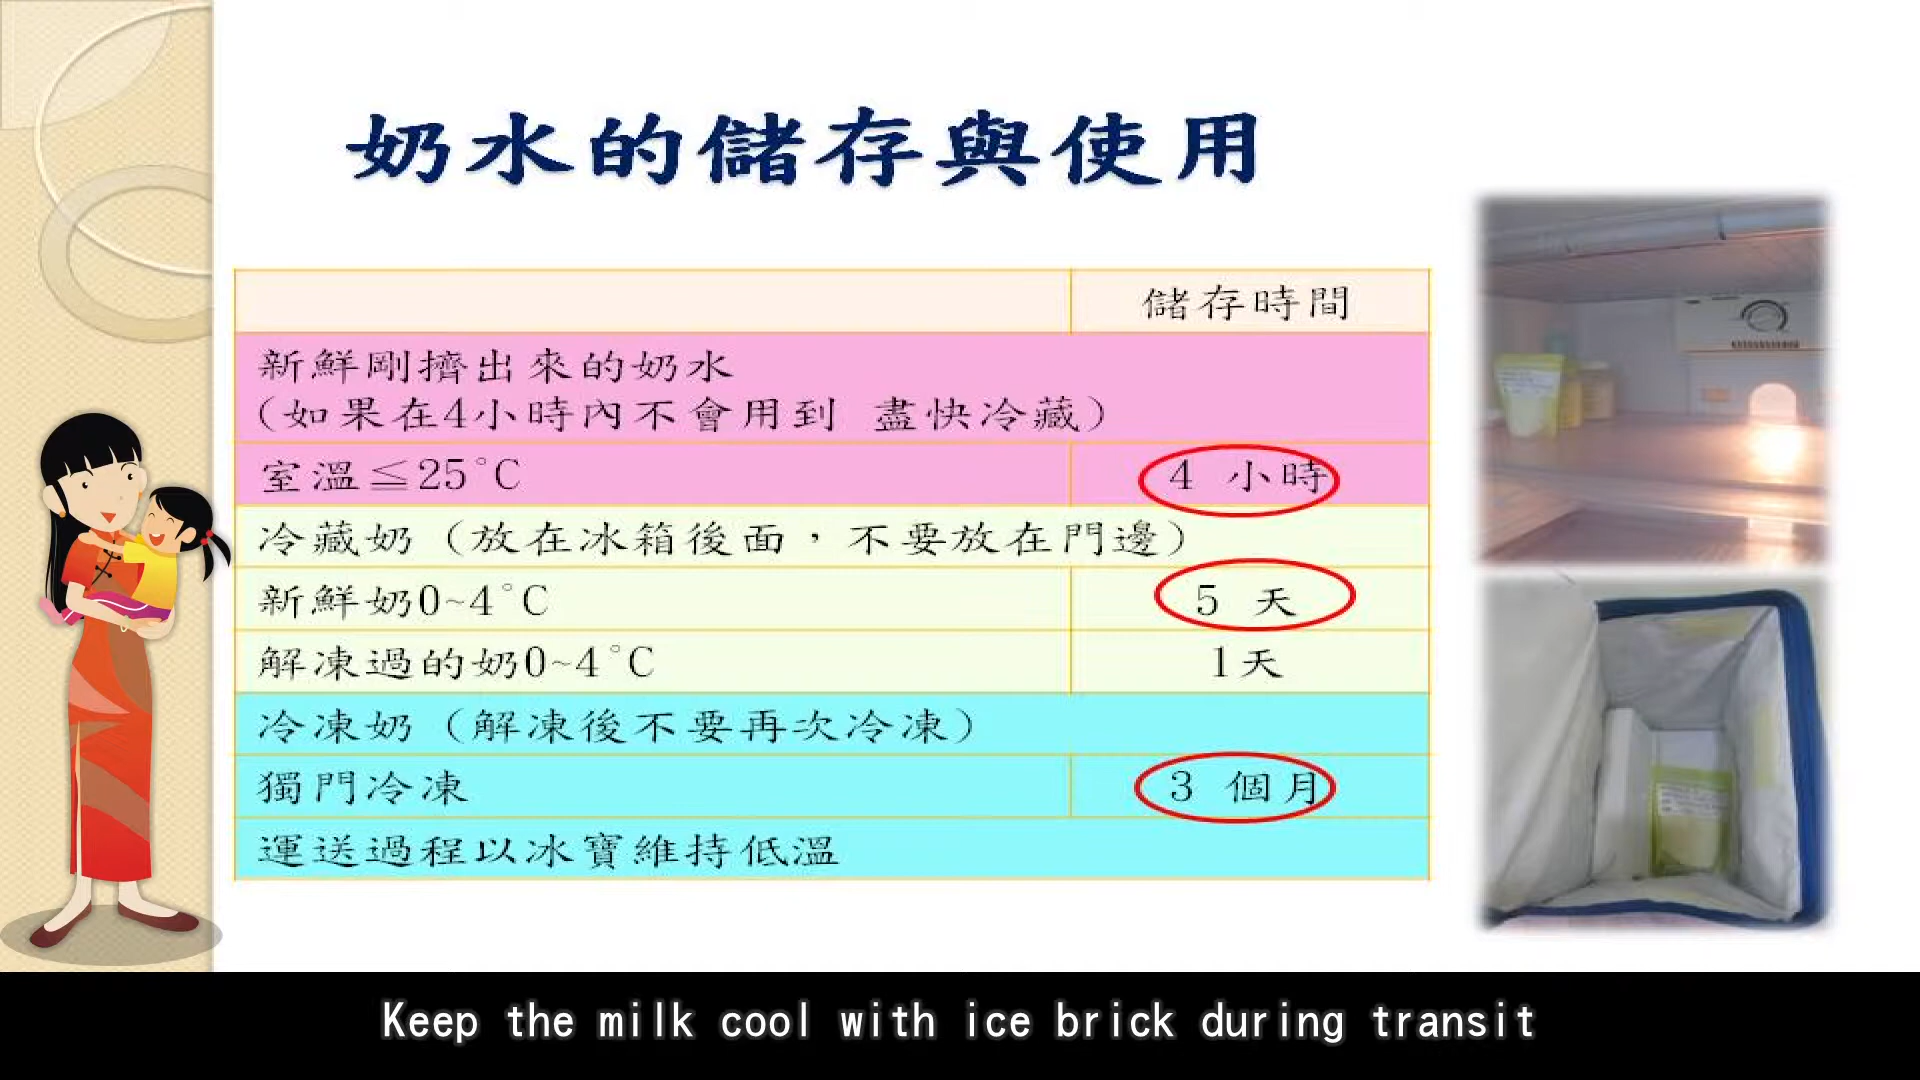 奶水的儲存與使用
儲存時間
新鮮剛擠出來的奶水
(如果在4小時內不會用到 盡快冷藏)
室溫≦25°C 4 小時
冷藏奶（放在冰箱後面，不要放在門邊）
新鮮奶0~4°C 5 天
解凍過的奶0~4°C 1天
冷凍奶（解凍後不要再次冷凍）
獨門冷凍 3 個月
運送過程以冰寶維持低溫
Keep the milk cool with ice brick during transit